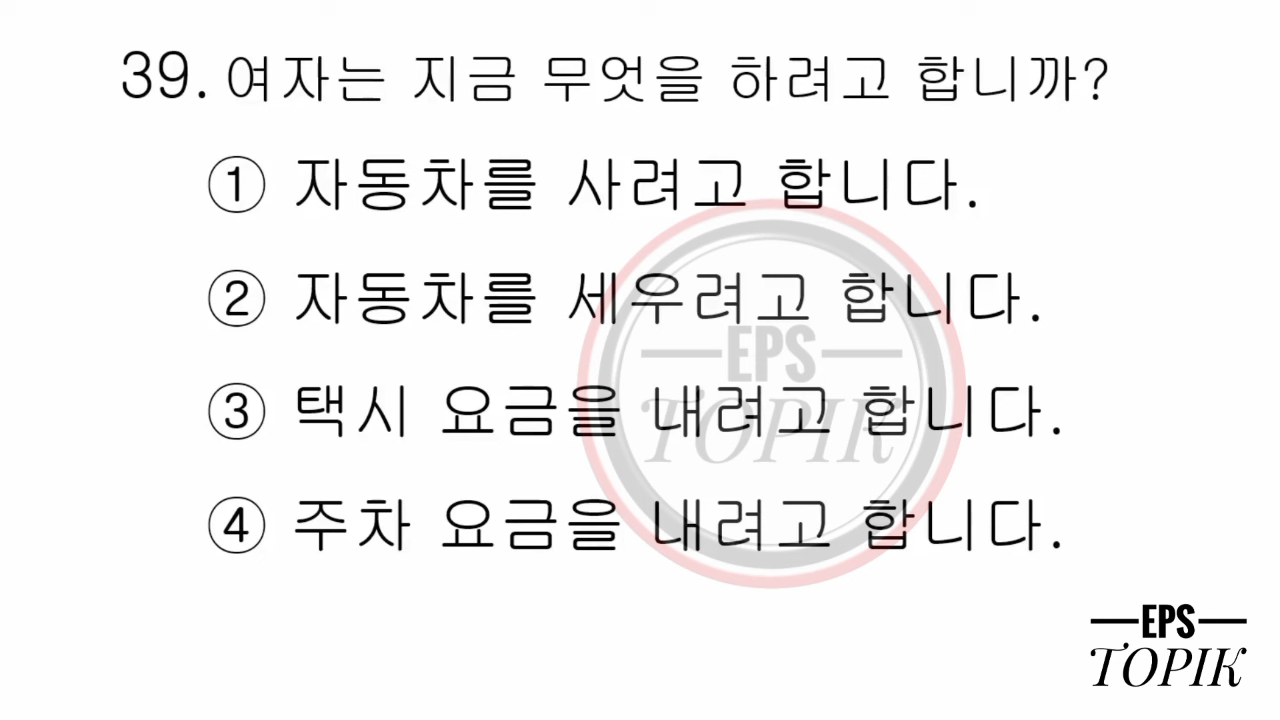 39. 여자는 지금 무엇을 하려고 합니까?
① 자동차를 사려고 합니다.
② 자동차를 세우려고 합니다.
③ 택시 요금을 내려고 합니다.
④ 주차 요금을 내려고 합니다.
EPS
TOPIK
EPS
TOPIK